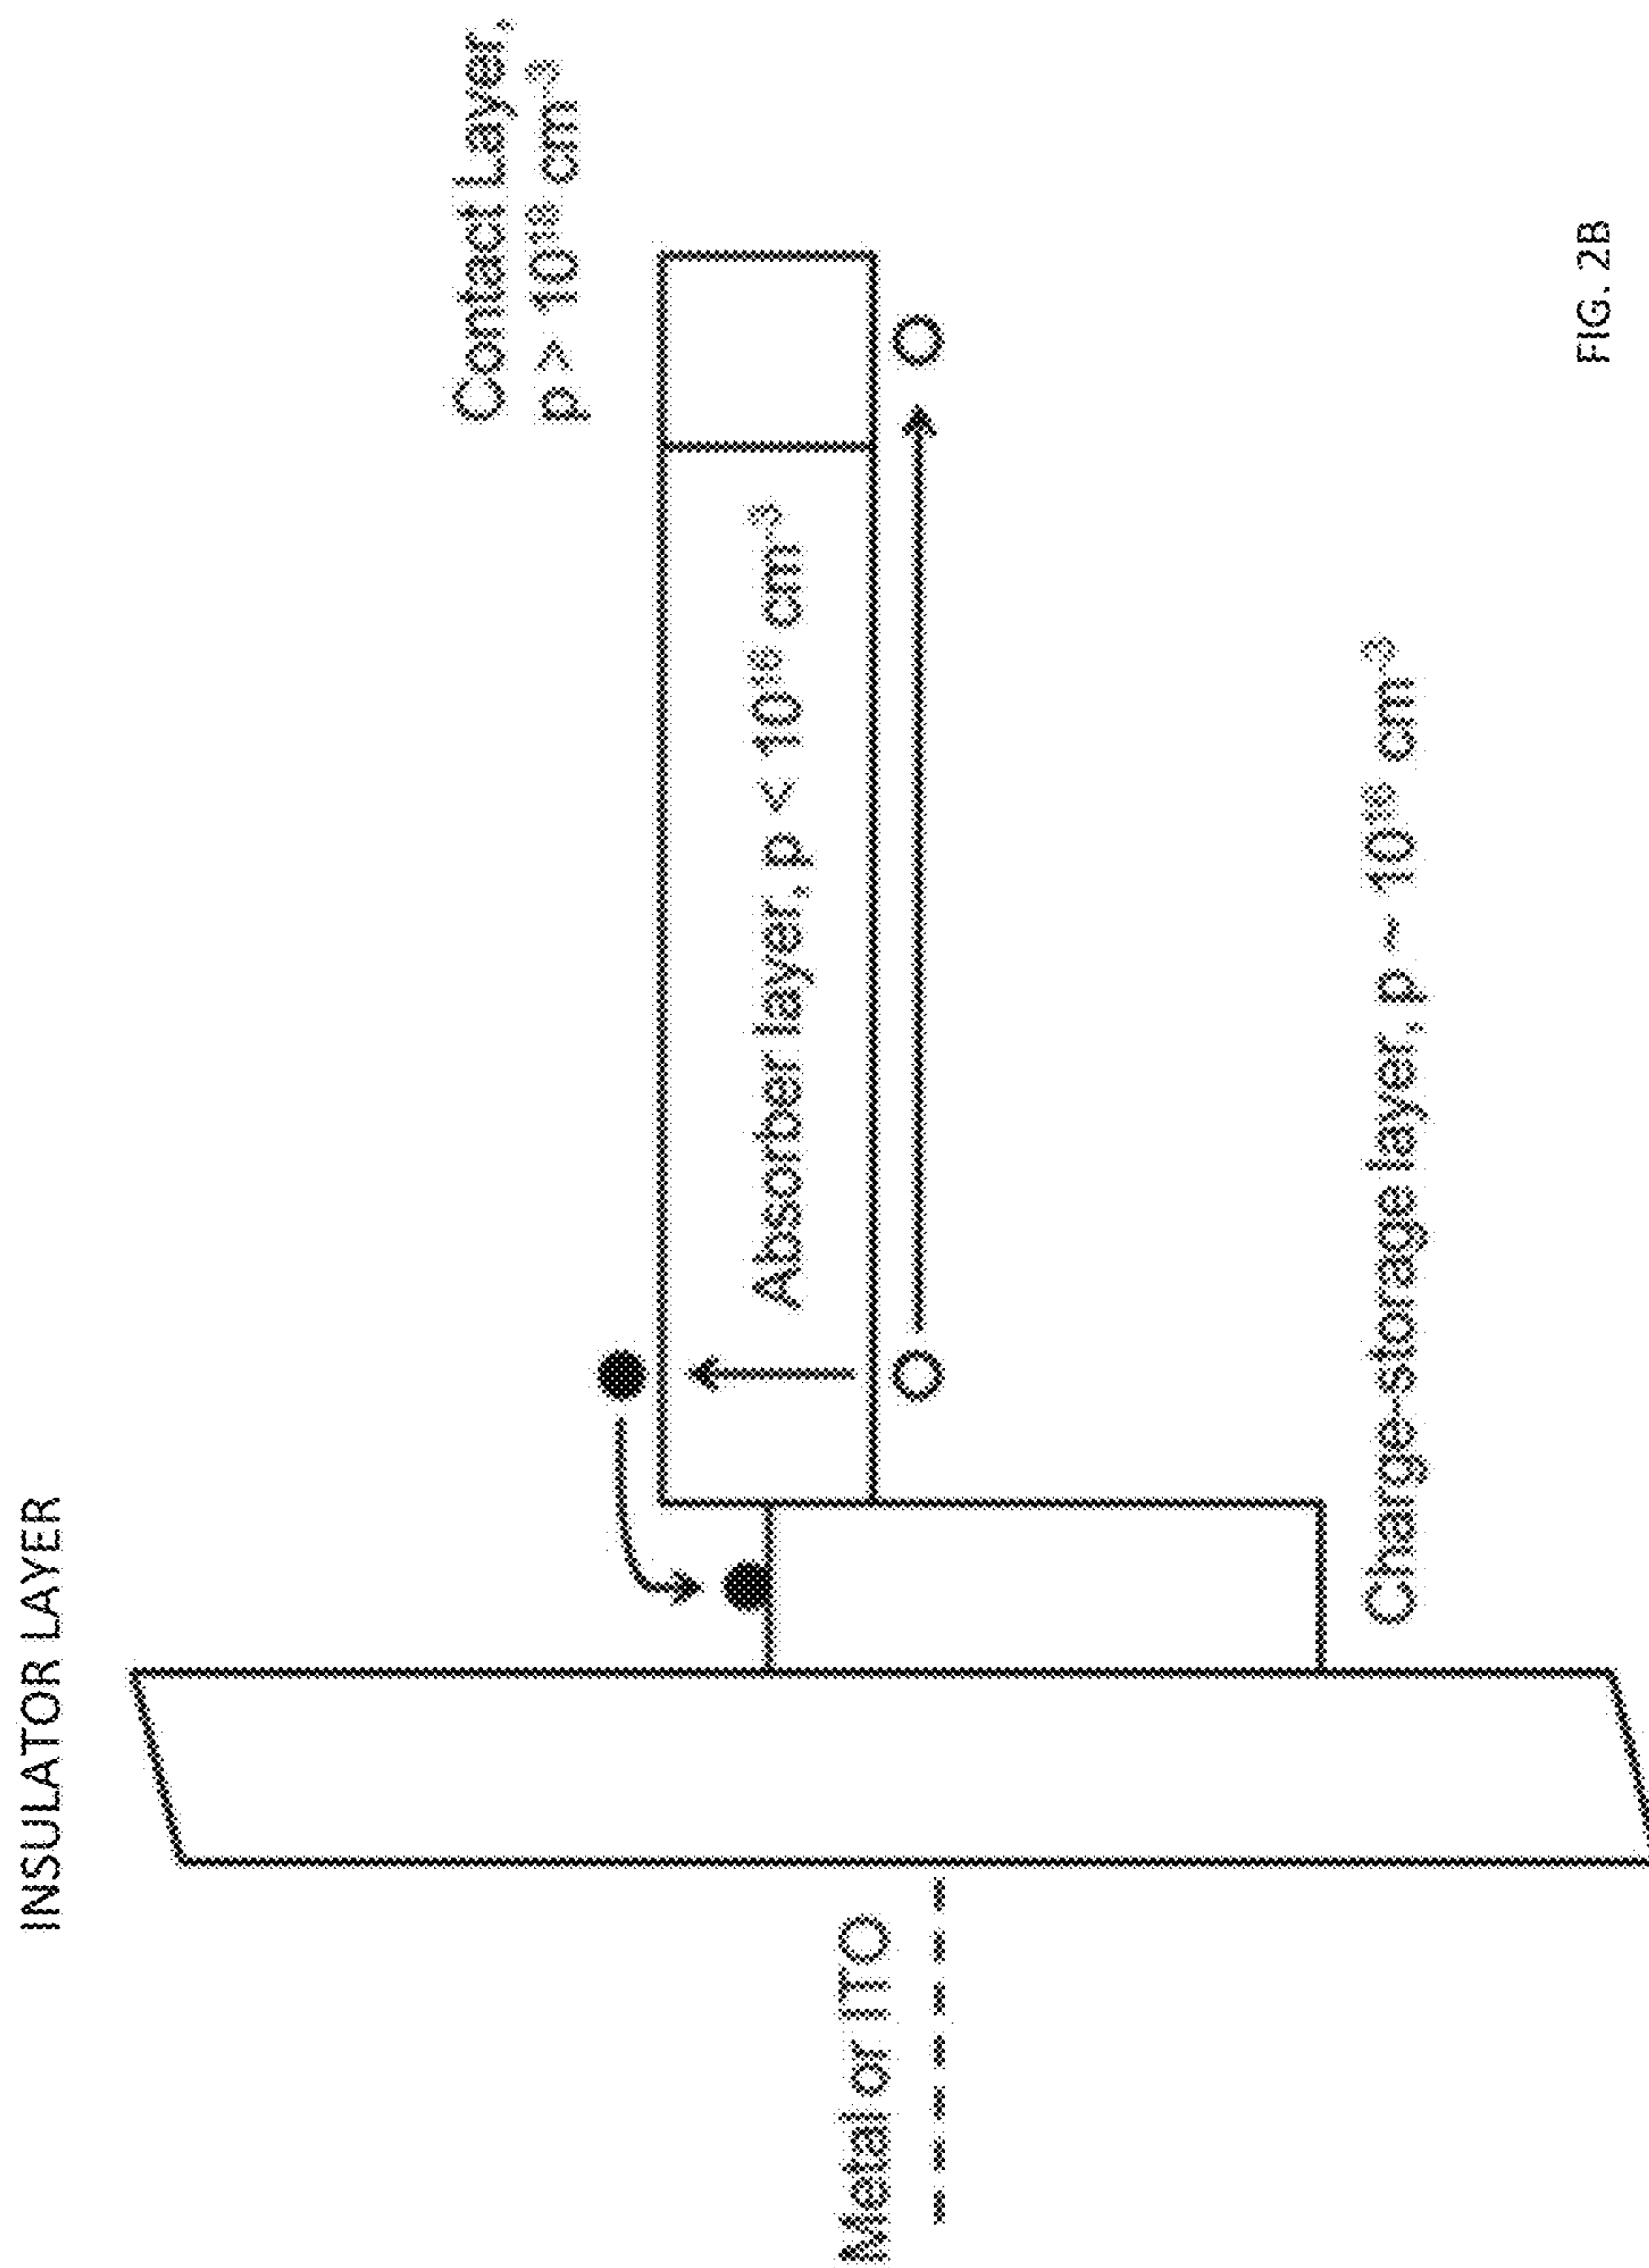 INSULATOR LAYER
Contact Layer,
p > 10¹⁸ cm⁻³
Absorber layer, p < 10¹⁶ cm⁻³
Metal or ITO
Charge-storage layer, p ~ 10¹⁶ cm⁻³
FIG. 2B